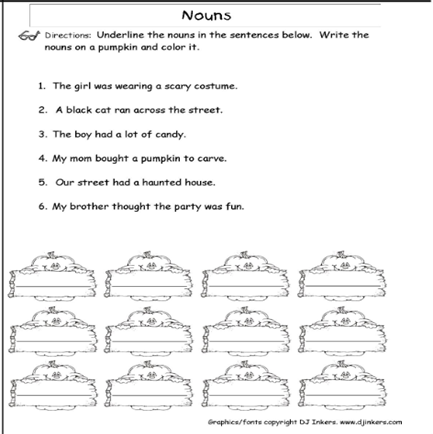 Nouns
Directions: Underline the nouns in the sentences below. Write the
nouns on a pumpkin and color it.
1. The girl was wearing a scary costume.
2. A black cat ran across the street.
3. The boy had a lot of candy.
4. My mom bought a pumpkin to carve.
5. Our street had a haunted house.
6. My brother thought the party was fun.
Graphics/fonts copyright DJ Inkers. www.djinkers.com